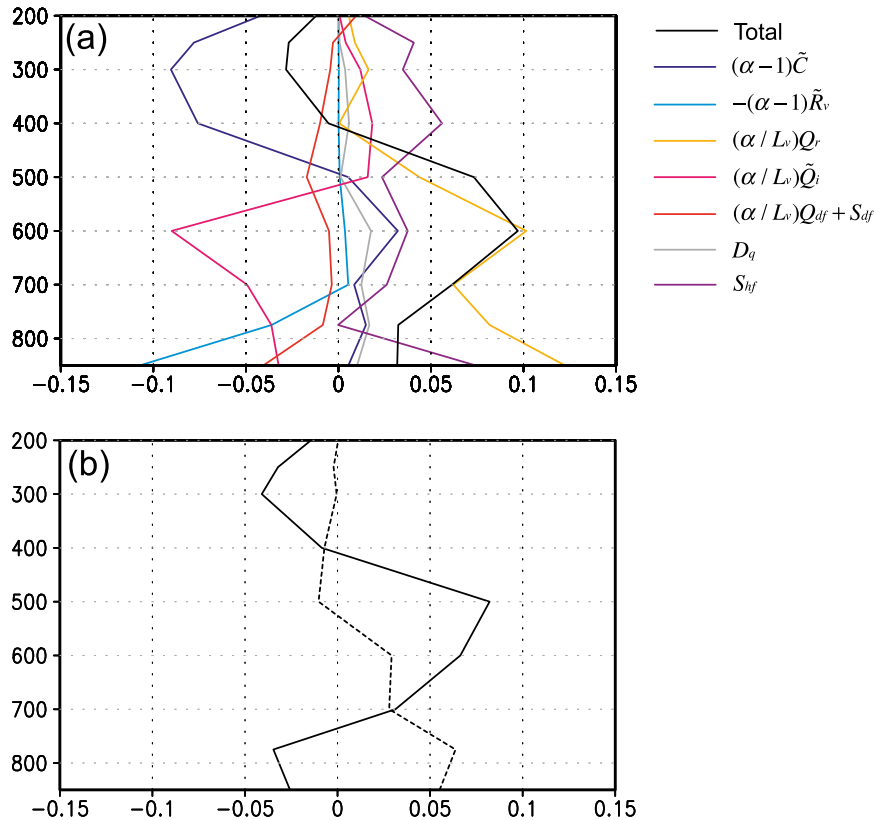 (a)
200
300
400
500
600
700
800
−0.15 −0.1 −0.05 0 0.05 0.1 0.15
Total
(α − 1)C̃
−(α − 1)R̃ᵥ
(α / Lᵥ)Qᵣ
(α / Lᵥ)Q̃ᵢ
(α / Lᵥ)Q_df + S_df
D_q
S_hf
(b)
200
300
400
500
600
700
800
−0.15 −0.1 −0.05 0 0.05 0.1 0.15